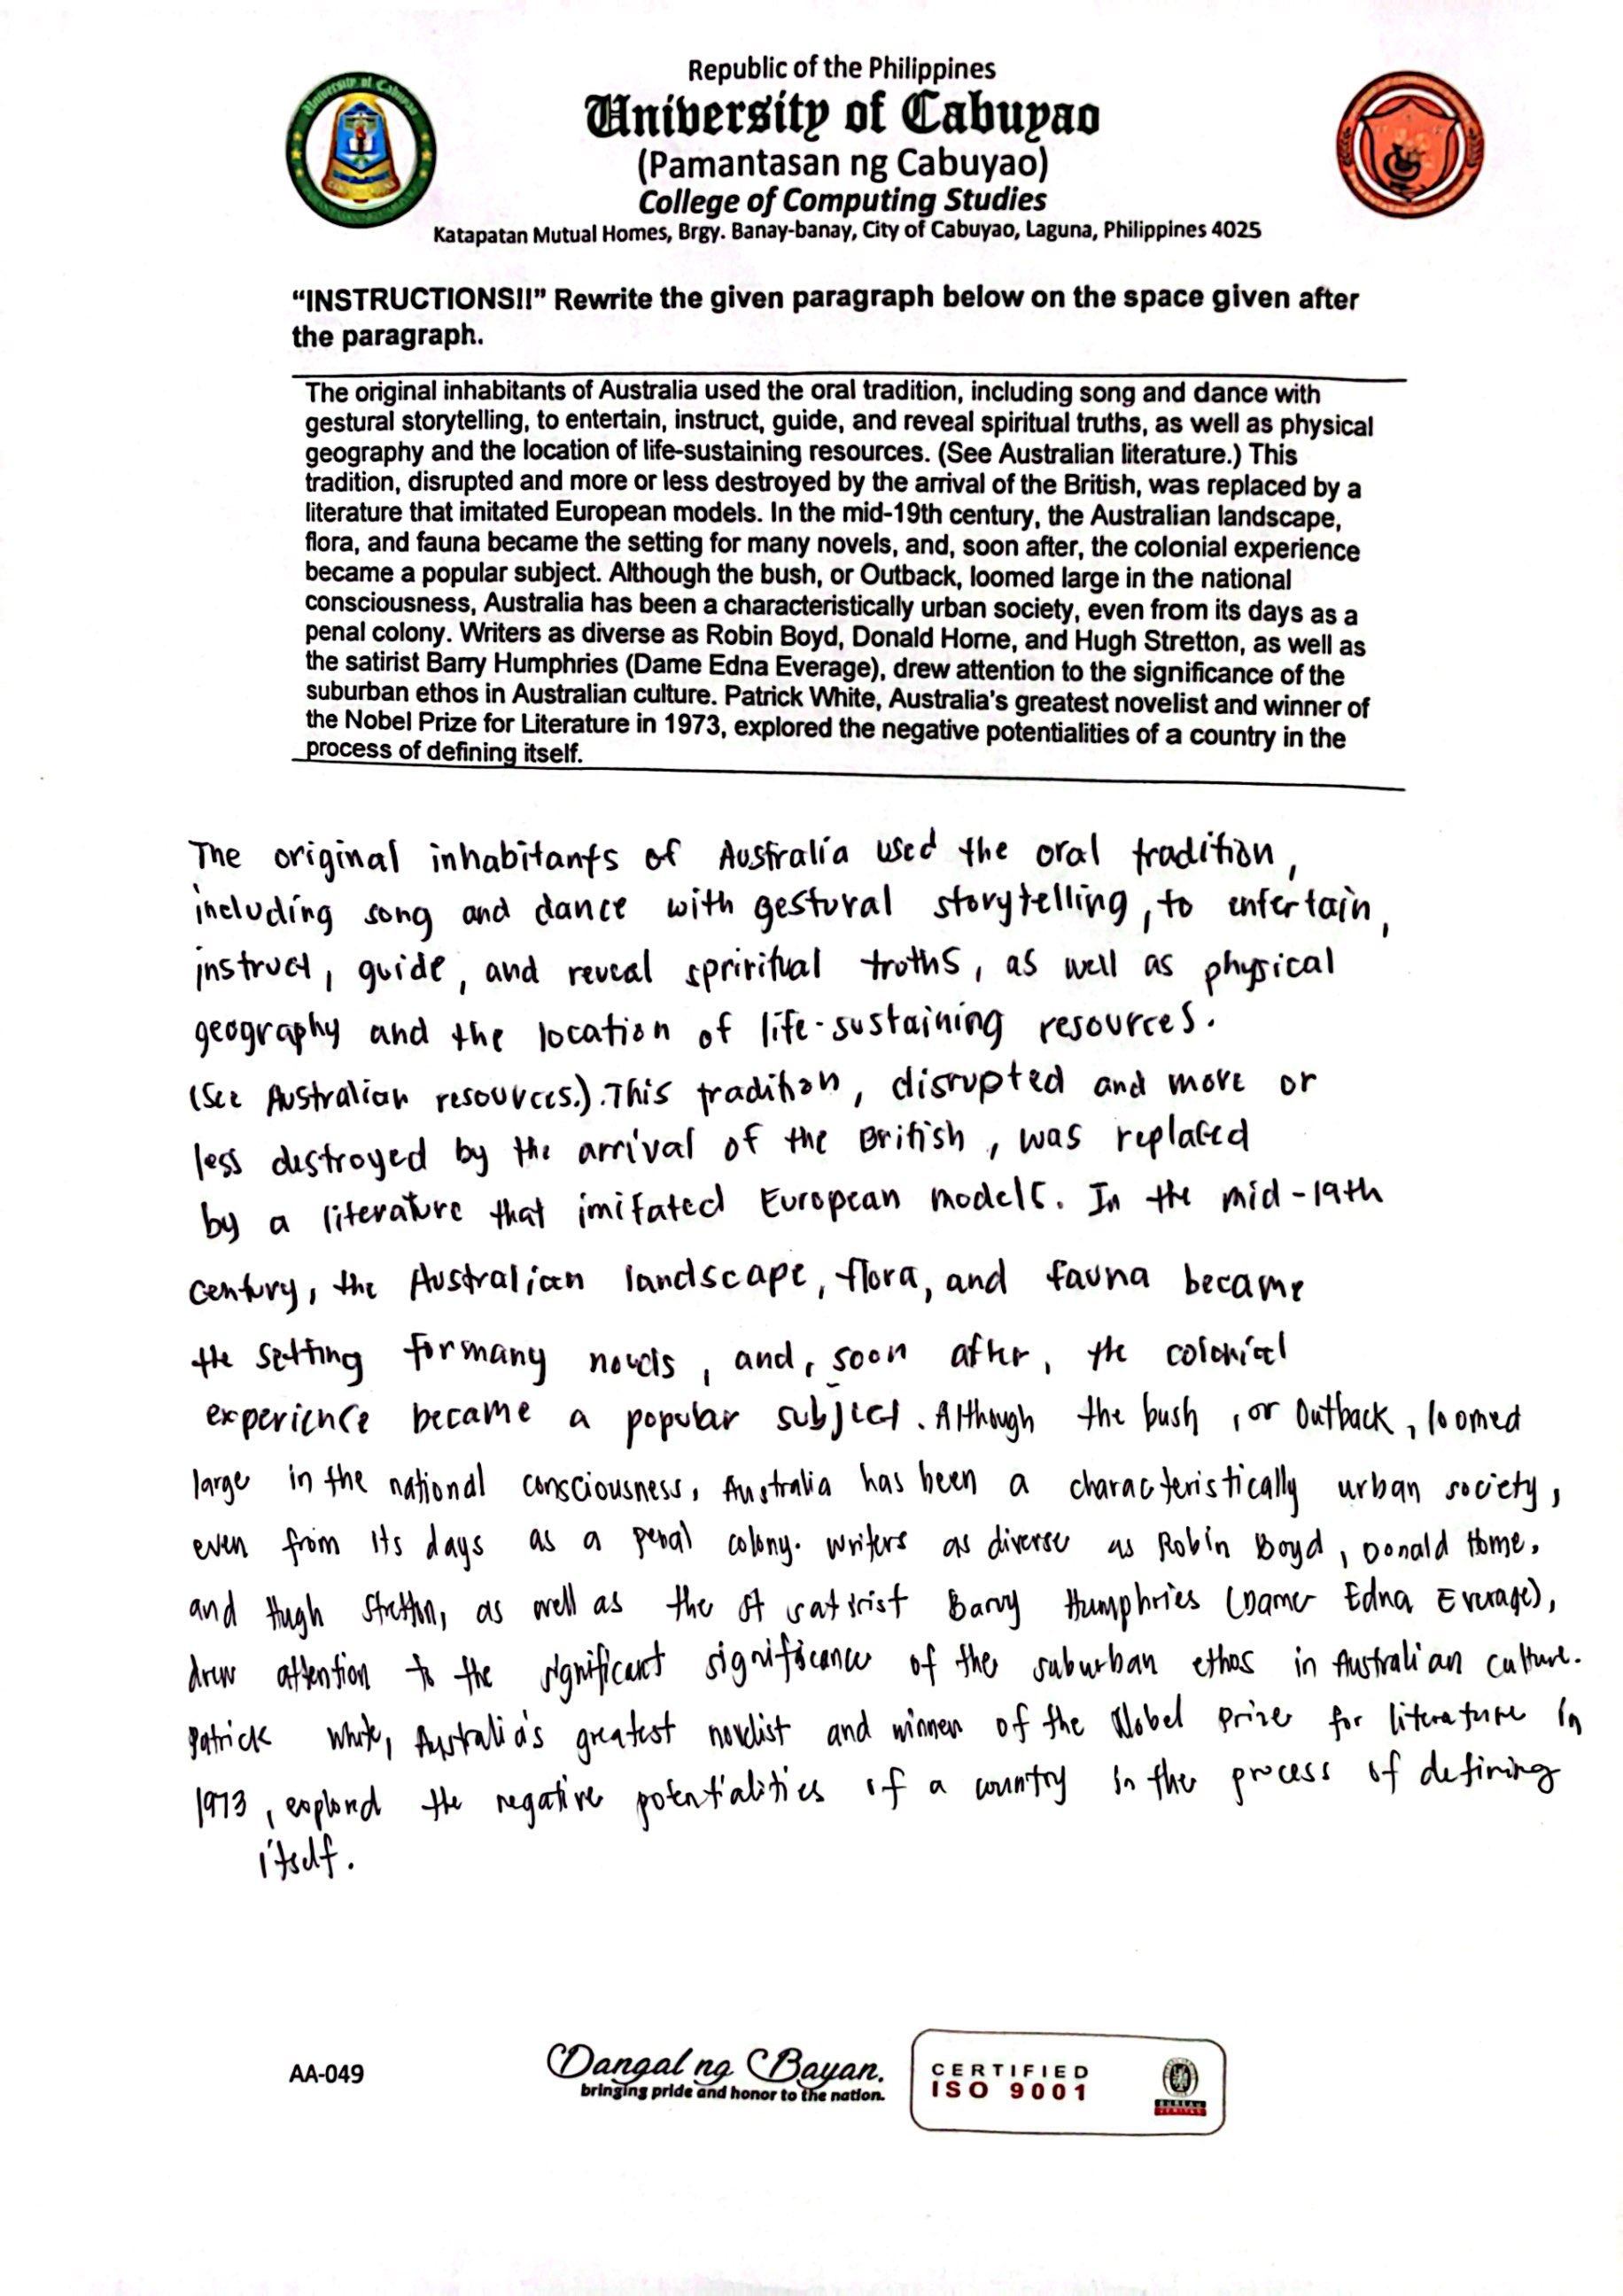 Republic of the Philippines
University of Cabuyao
(Pamantasan ng Cabuyao)
College of Computing Studies
Katapatan Mutual Homes, Brgy. Banay-banay, City of Cabuyao, Laguna, Philippines 4025
“INSTRUCTIONS!!” Rewrite the given paragraph below on the space given after
the paragraph.
The original inhabitants of Australia used the oral tradition, including song and dance with
gestural storytelling, to entertain, instruct, guide, and reveal spiritual truths, as well as physical
geography and the location of life-sustaining resources. (See Australian literature.) This
tradition, disrupted and more or less destroyed by the arrival of the British, was replaced by a
literature that imitated European models. In the mid-19th century, the Australian landscape,
flora, and fauna became the setting for many novels, and, soon after, the colonial experience
became a popular subject. Although the bush, or Outback, loomed large in the national
consciousness, Australia has been a characteristically urban society, even from its days as a
penal colony. Writers as diverse as Robin Boyd, Donald Horne, and Hugh Stretton, as well as
the satirist Barry Humphries (Dame Edna Everage), drew attention to the significance of the
suburban ethos in Australian culture. Patrick White, Australia's greatest novelist and winner of
the Nobel Prize for Literature in 1973, explored the negative potentialities of a country in the
process of defining itself.
The original inhabitants of Australia used the oral tradition,
including song and dance with gestural storytelling, to entertain,
instruct, guide, and reveal spriritual truths, as well as physical
geography and the location of life-sustaining resources.
(See Australian resources.). This tradition, disrupted and more or
less destroyed by the arrival of the British, was replaced
by a literature that imitated European models. In the mid-19th
century, the Australian landscape, flora, and fauna became
the setting for many novels, and, soon after, the colonial
experience became a popular subject. Although the bush, or Outback, loomed
large in the national consciousness, Australia has been a characteristically urban society,
even from its days as a penal colony. Writers as diverse as Robin Boyd, Donald Home,
and Hugh Stretton, as well as the satirist Barry Humphries (Dame Edna Everage),
drew attention to the significant significance of the suburban ethos in Australian culture.
Patrick White, Australia's greatest novelist and winner of the Nobel Prize for literature in
1973, explored the negative potentialities of a country in the process of defining
itself.
AA-049
Dangal ng Bayan.
bringing pride and honor to the nation.
CERTIFIED
ISO 9001